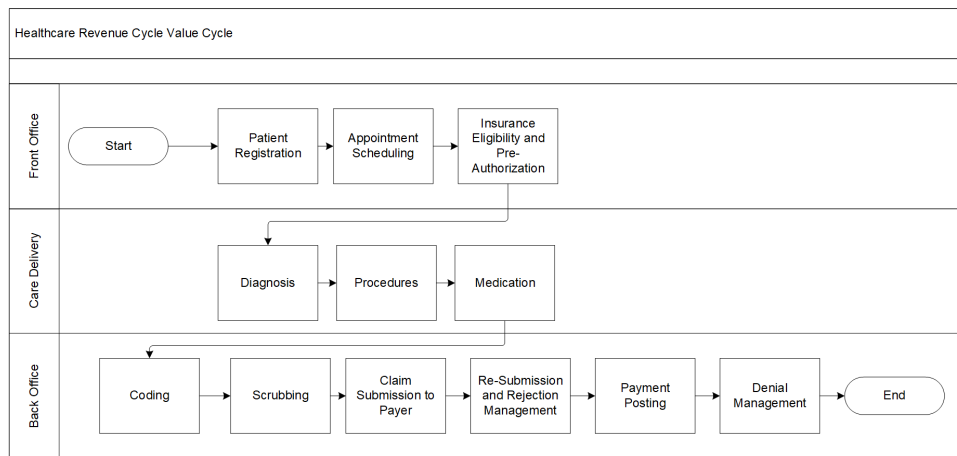 Healthcare Revenue Cycle Value Cycle
Front Office
Start
Patient
Registration
Appointment
Scheduling
Insurance
Eligibility and
Pre-
Authorization
Care Delivery
Diagnosis
Procedures
Medication
Back Office
Coding
Scrubbing
Claim
Submission to
Payer
Re-Submission
and Rejection
Management
Payment
Posting
Denial
Management
End